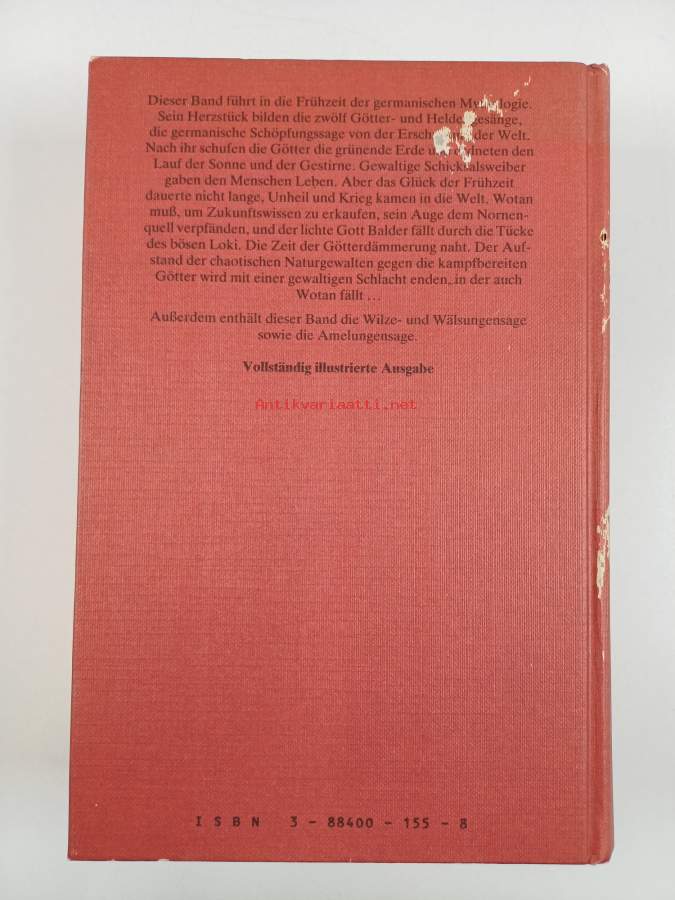 Dieser Band führt in die Frühzeit der germanischen
Sein Herzstück bilden die zwölf Götter- und
die germanische Schöpfungssage von der der Welt.
Nach ihr schufen die Götter die grünende Erde den
Lauf der Sonne und der Gestirne. Gewaltige Schicksalsweiber
gaben den Menschen Leben. Aber das Glück der Frühzeit
dauerte nicht lange, Unheil und Krieg kamen in die Welt. Wotan
muß, um Zukunftswissen zu erkaufen, sein Auge dem Nornen-
quell verpfänden, und der lichte Gott Balder fällt durch die Tücke
des bösen Loki. Die Zeit der Götterdämmerung naht. Der Auf-
stand der chaotischen Naturgewalten gegen die kampfbereiten
Götter wird mit einer gewaltigen Schlacht enden, in der auch
Wotan fällt ...
Außerdem enthält dieser Band die Wilze- und Wälsungensage
sowie die Amelungensage.
Vollständig illustrierte Ausgabe
Antikvariaatti.net
ISBN 3-88400-155-8